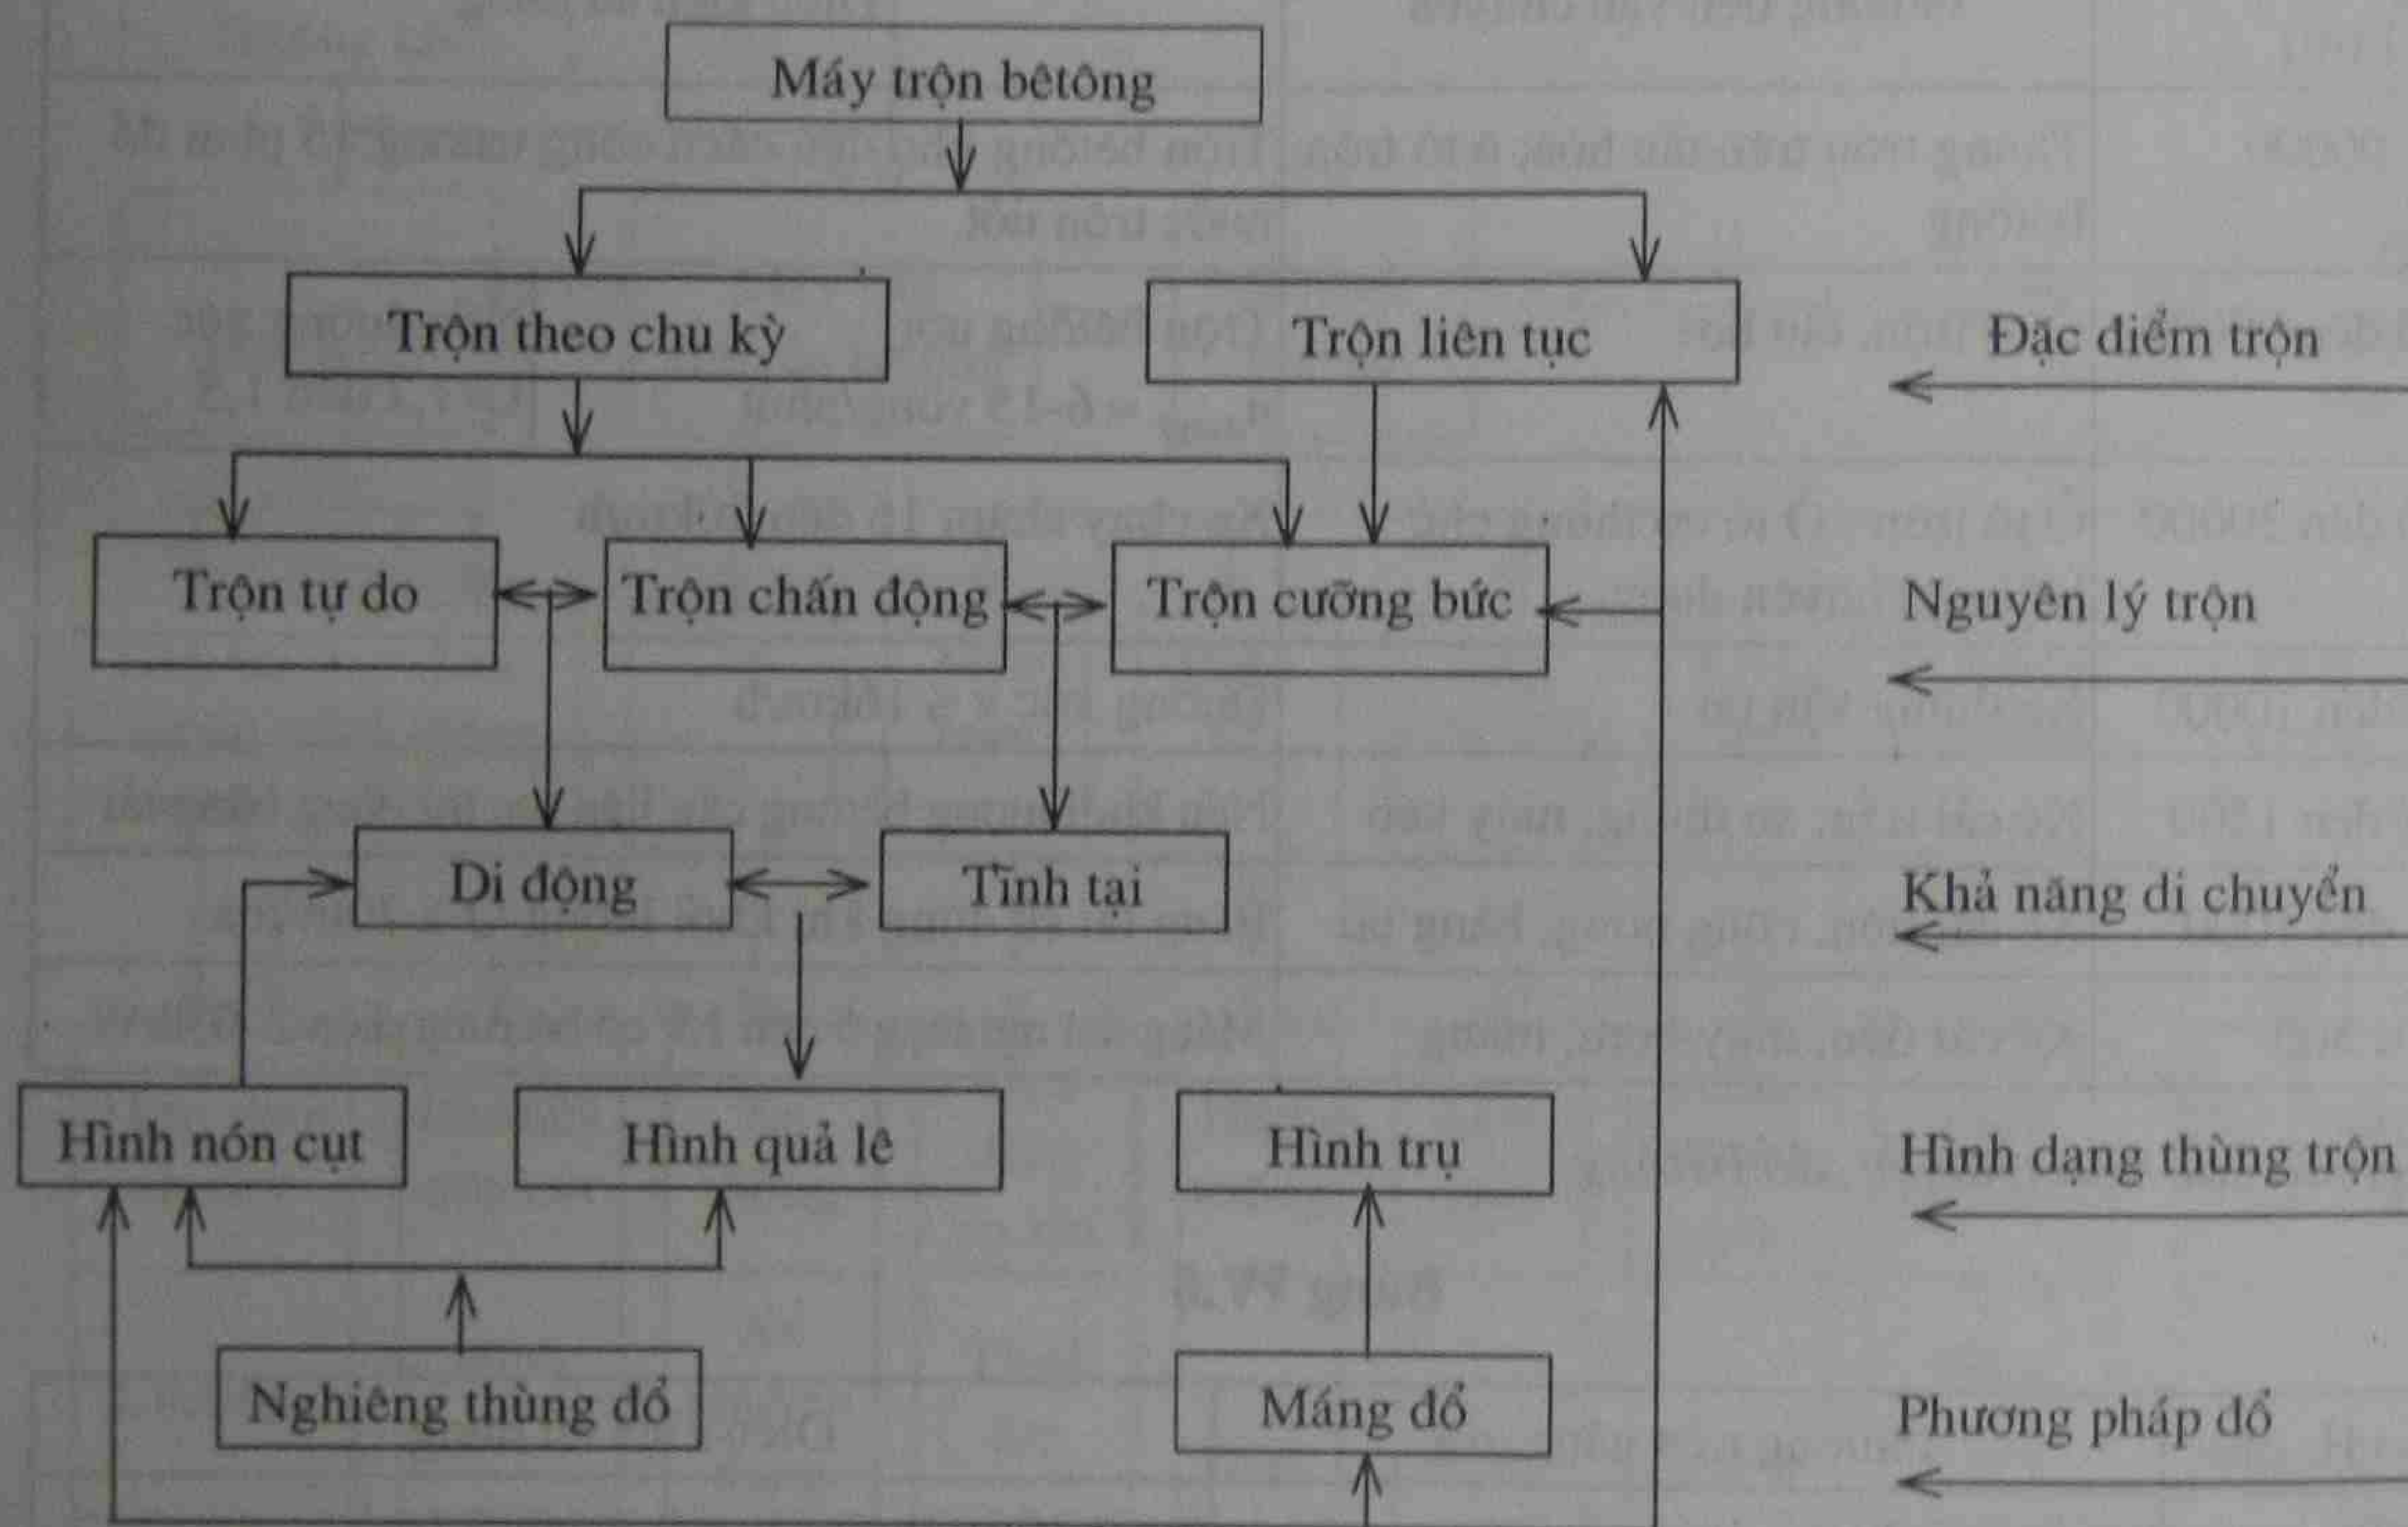 Máy trộn bêtông
Trộn theo chu kỳ
Trộn liên tục
Đặc điểm trộn
Trộn tự do
Trộn chấn động
Trộn cưỡng bức
Nguyên lý trộn
Di động
Tĩnh tại
Khả năng di chuyển
Hình nón cụt
Hình quả lê
Hình trụ
Hình dạng thùng trộn
Nghiêng thùng đổ
Máng đổ
Phương pháp đổ